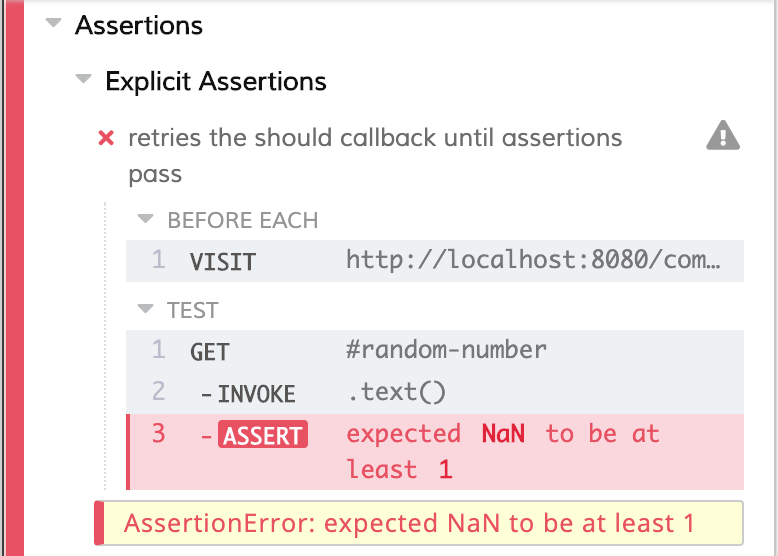 Assertions
Explicit Assertions
retries the should callback until assertions
pass
BEFORE EACH
1 VISIT http://localhost:8080/com…
TEST
1 GET #random-number
2 -INVOKE .text()
3 -ASSERT expected NaN to be at
least 1
AssertionError: expected NaN to be at least 1